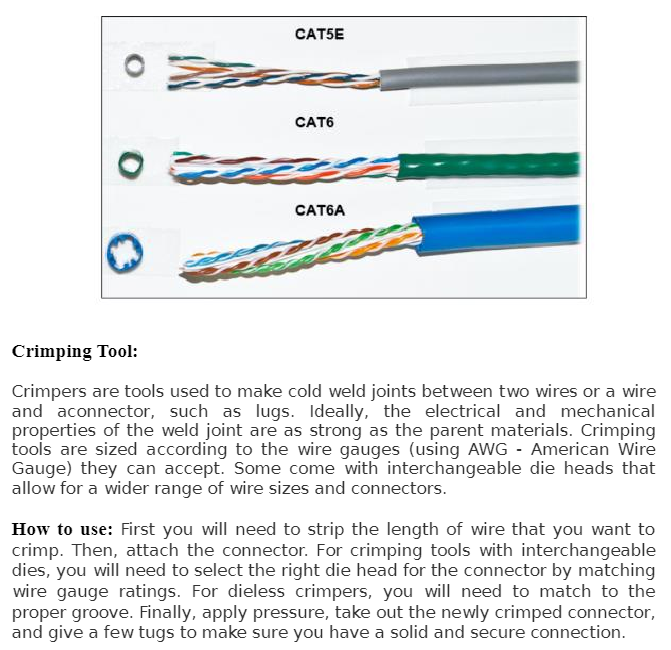 CAT5E
CAT6
CAT6A
Crimping Tool:
Crimpers are tools used to make cold weld joints between two wires or a wire
and aconnector, such as lugs. Ideally, the electrical and mechanical
properties of the weld joint are as strong as the parent materials. Crimping
tools are sized according to the wire gauges (using AWG - American Wire
Gauge) they can accept. Some come with interchangeable die heads that
allow for a wider range of wire sizes and connectors.
How to use: First you will need to strip the length of wire that you want to
crimp. Then, attach the connector. For crimping tools with interchangeable
dies, you will need to select the right die head for the connector by matching
wire gauge ratings. For dieless crimpers, you will need to match to the
proper groove. Finally, apply pressure, take out the newly crimped connector,
and give a few tugs to make sure you have a solid and secure connection.